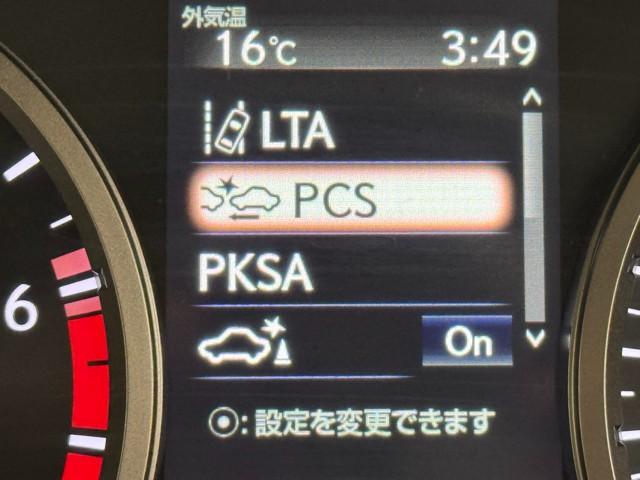 外気温
16℃ 3:49
LTA
PCS
PKSA
On
⦿:設定を変更できます
6